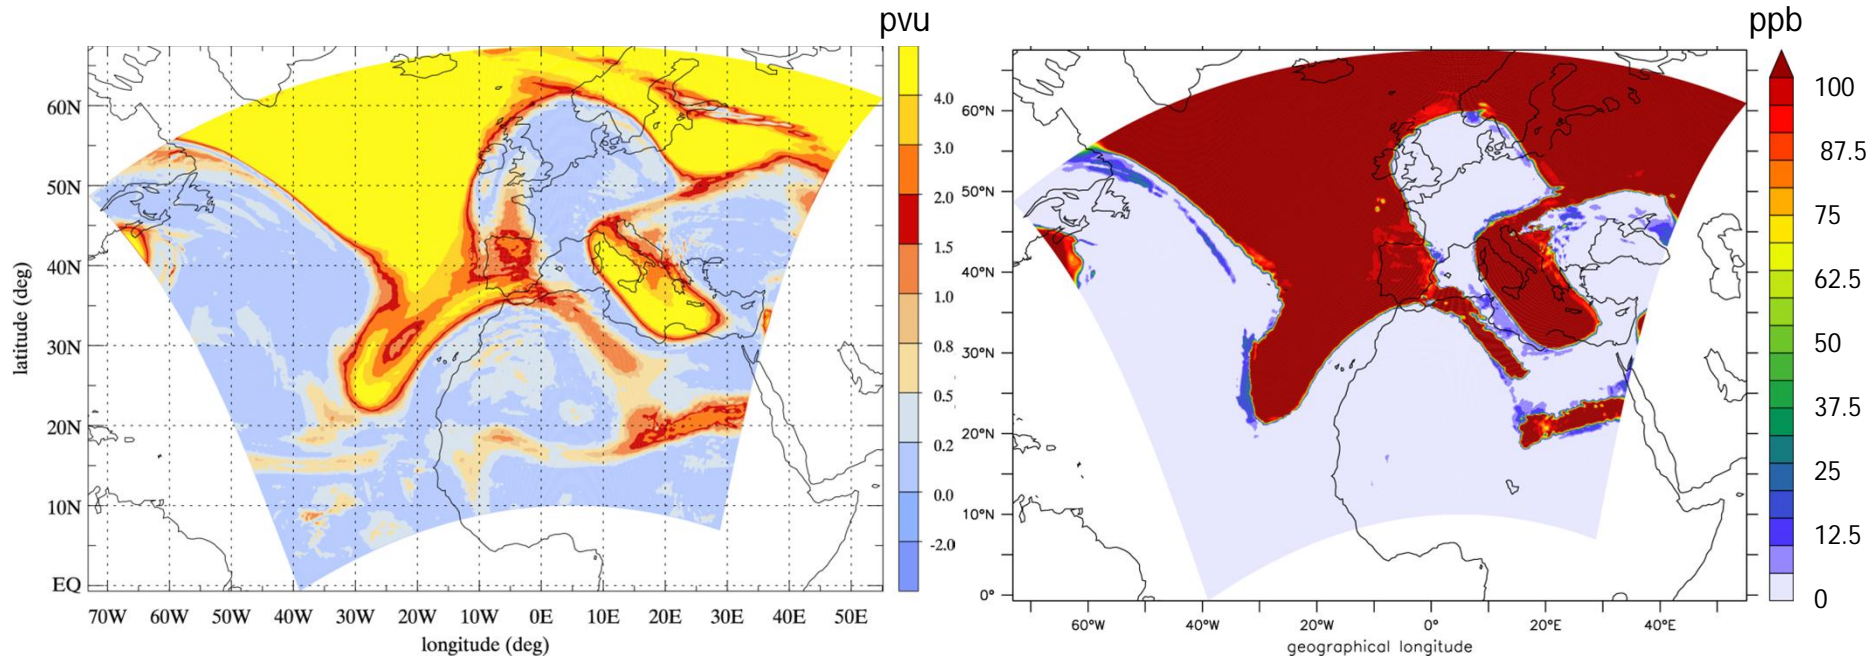 pvu
ppb
60N
50N
40N
30N
20N
10N
EQ
latitude (deg)
70W 60W 50W 40W 30W 20W 10W 0E 10E 20E 30E 40E 50E
longitude (deg)
4.0
3.0
2.0
1.5
1.0
0.8
0.5
0.2
0.0
-2.0
60°N
50°N
40°N
30°N
20°N
10°N
0°
60°W 40°W 20°W 0° 20°E 40°E
geographical longitude
100
87.5
75
62.5
50
37.5
25
12.5
0